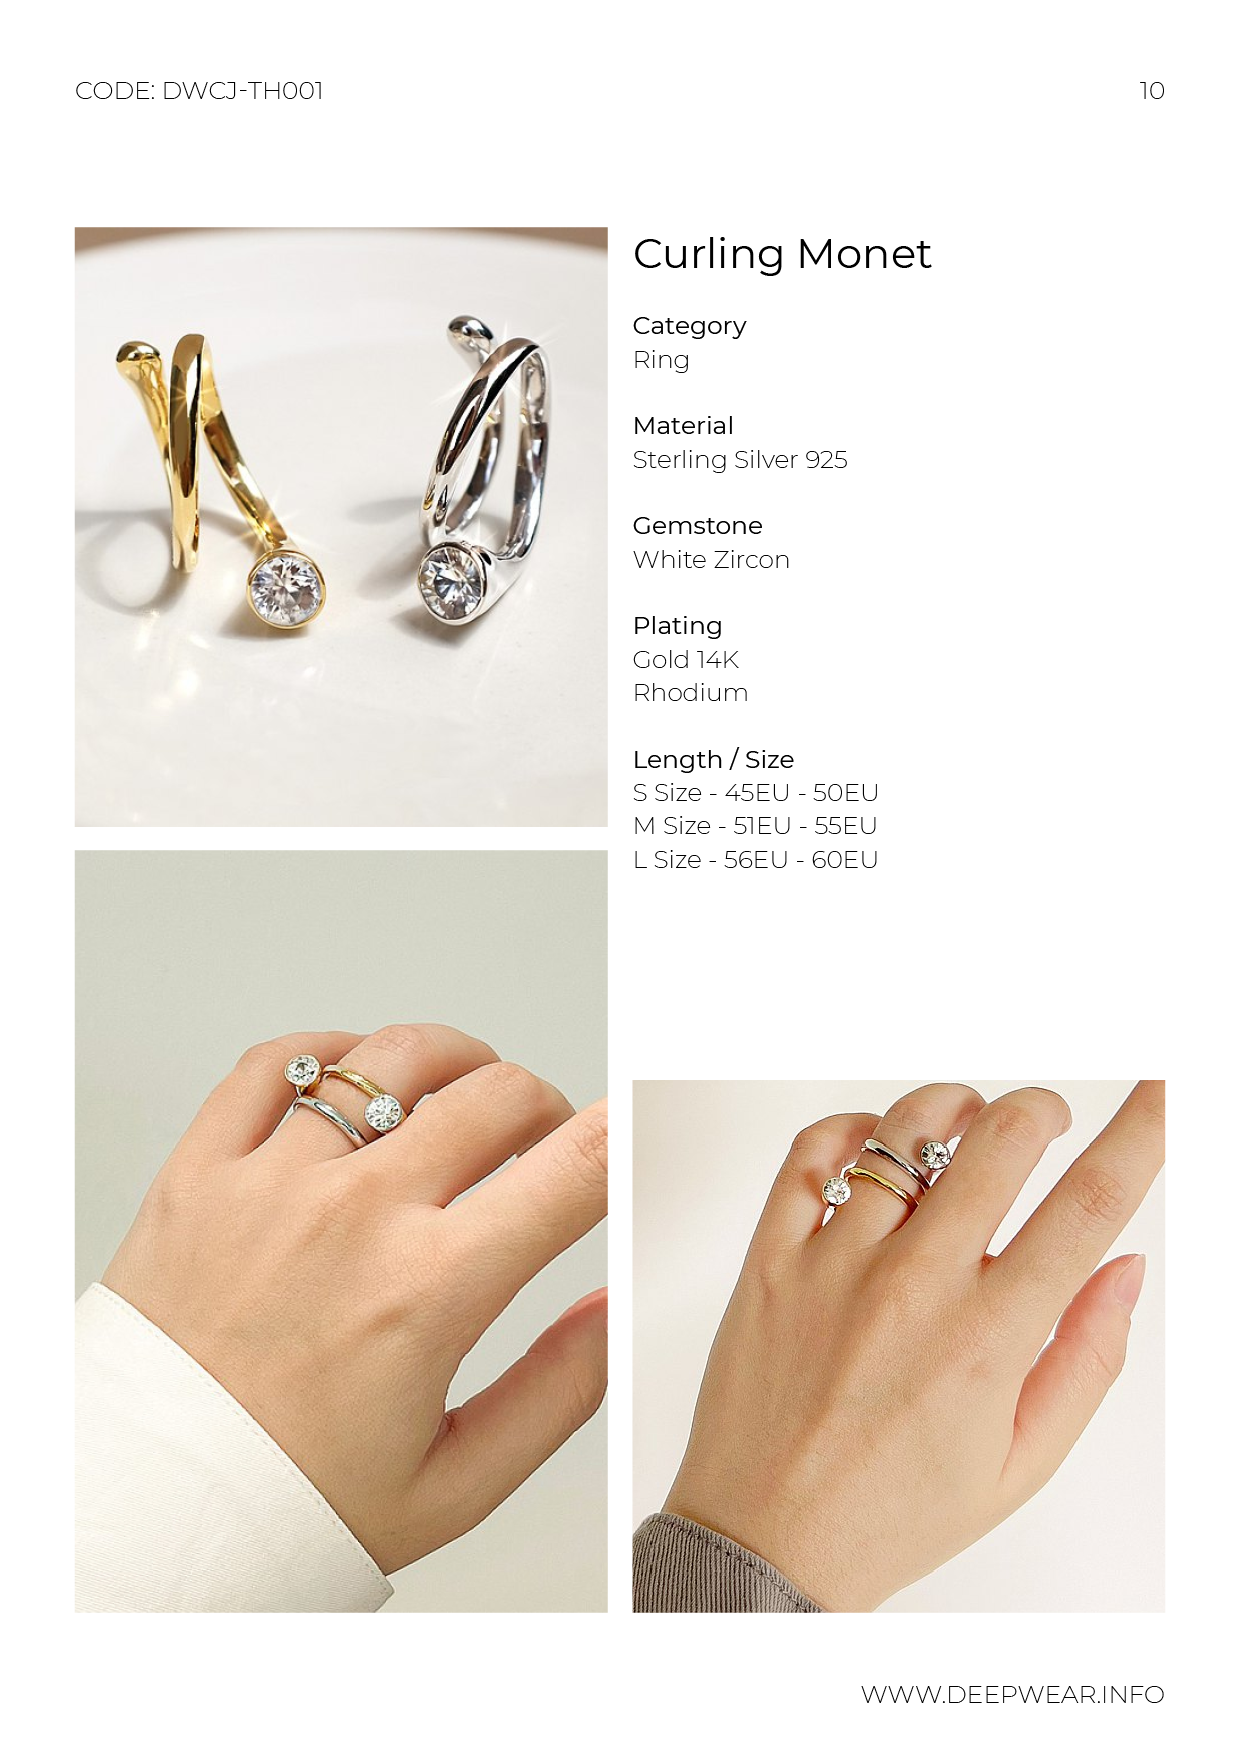 CODE: DWCJ-TH001
10
Curling Monet
Category
Ring
Material
Sterling Silver 925
Gemstone
White Zircon
Plating
Gold 14K
Rhodium
Length / Size
S Size - 45EU - 50EU
M Size - 51EU - 55EU
L Size - 56EU - 60EU
WWW.DEEPWEAR.INFO